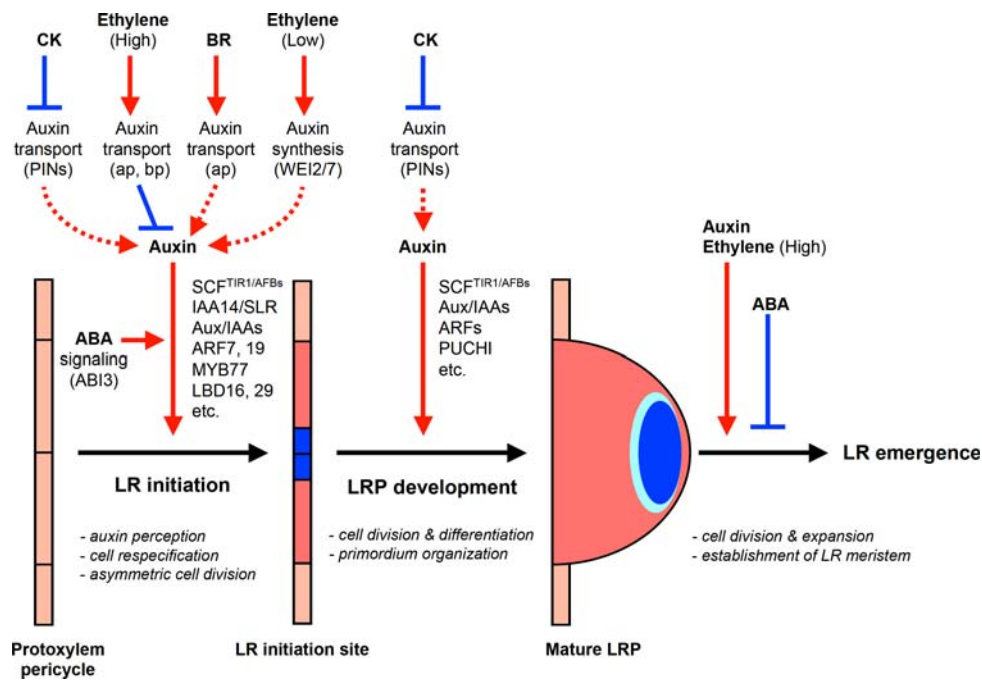 CK
Ethylene
(High)
BR
Ethylene
(Low)
CK
Auxin
transport
(PINs)
Auxin
transport
(ap, bp)
Auxin
transport
(ap)
Auxin
synthesis
(WEI2/7)
Auxin
transport
(PINs)
Auxin
Auxin
SCF^TIR1/AFBs
IAA14/SLR
Aux/IAAs
ARF7, 19
MYB77
LBD16, 29
etc.
ABA
signaling
(ABI3)
SCF^TIR1/AFBs
Aux/IAAs
ARFs
PUCHI
etc.
Auxin
Ethylene (High)
ABA
LR initiation
LRP development
LR emergence
- auxin perception
- cell respecification
- asymmetric cell division
- cell division & differentiation
- primordium organization
- cell division & expansion
- establishment of LR meristem
Protoxylem
pericycle
LR initiation site
Mature LRP